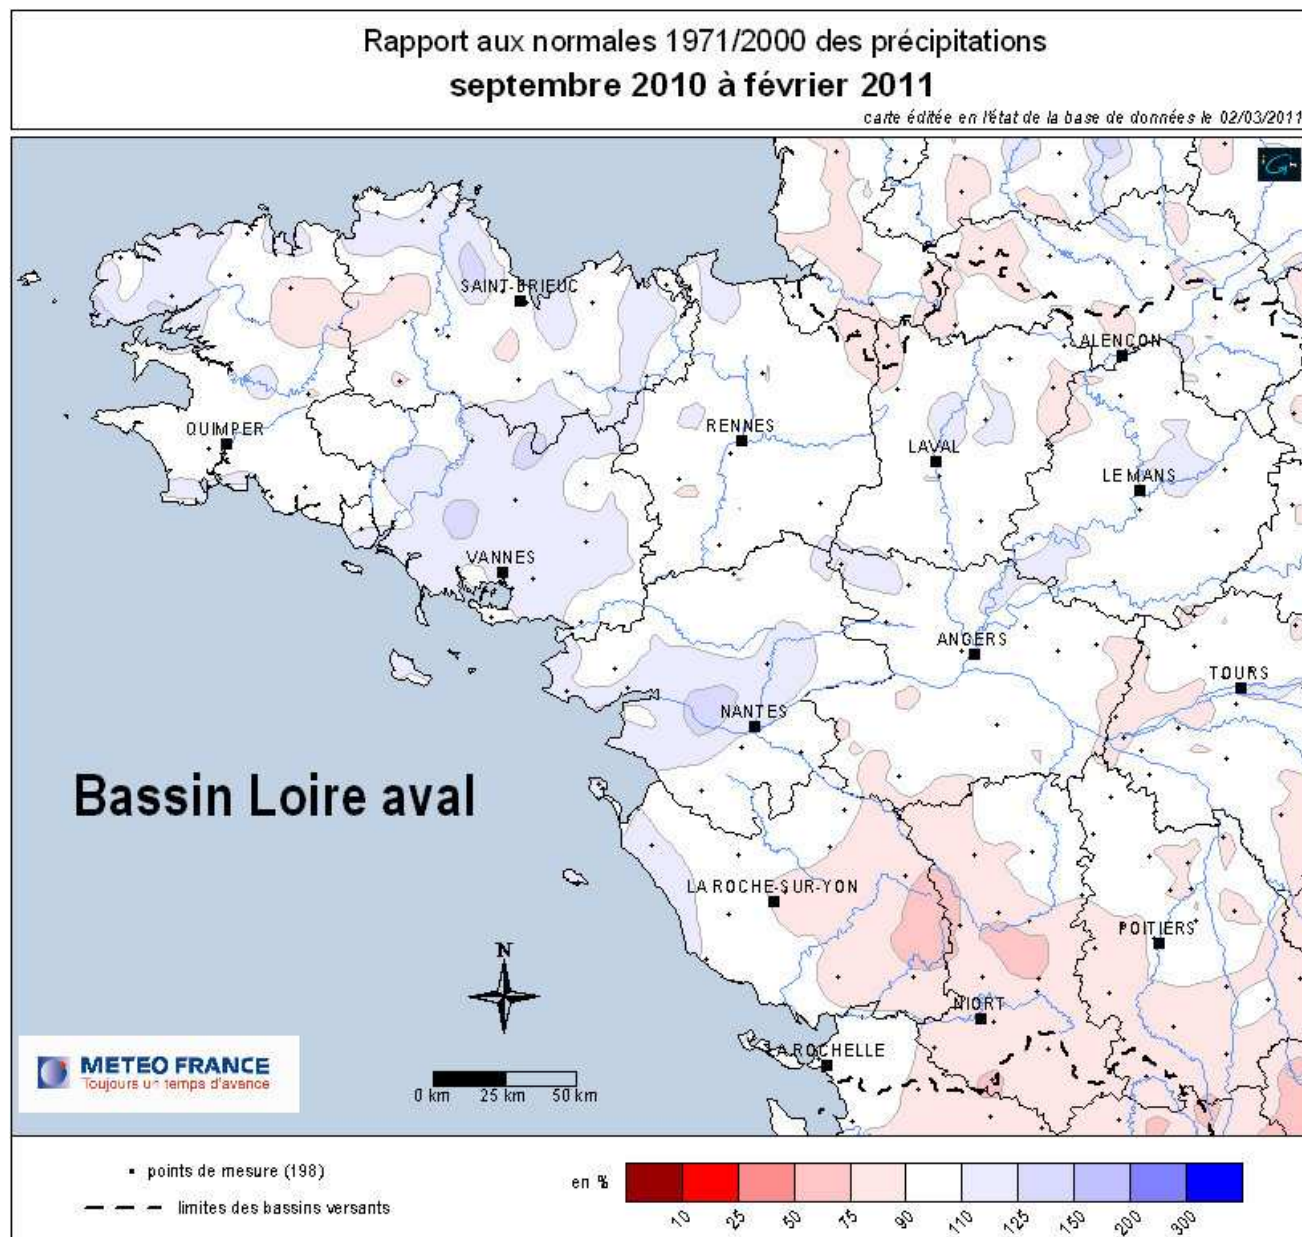 Rapport aux normales 1971/2000 des précipitations
septembre 2010 à février 2011
carte éditée en l'état de la base de données le 02/03/2011
SAINT-BRIEUC
ALENCON
QUIMPER
RENNES
LAVAL
LE MANS
VANNES
ANGERS
TOURS
NANTES
Bassin Loire aval
LA ROCHE-SUR-YON
POITIERS
N
NIORT
LA ROCHELLE
METEO FRANCE
Toujours un temps d'avance
0 km 25 km 50 km
points de mesure (198)
limites des bassins versants
en %
10 25 50 75 90 110 125 150 200 300